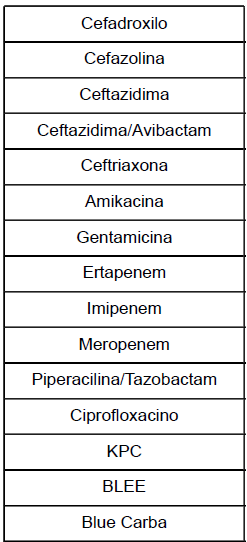 Cefadroxilo
Cefazolina
Ceftazidima
Ceftazidima/Avibactam
Ceftriaxona
Amikacina
Gentamicina
Ertapenem
Imipenem
Meropenem
Piperacilina/Tazobactam
Ciprofloxacino
KPC
BLEE
Blue Carba